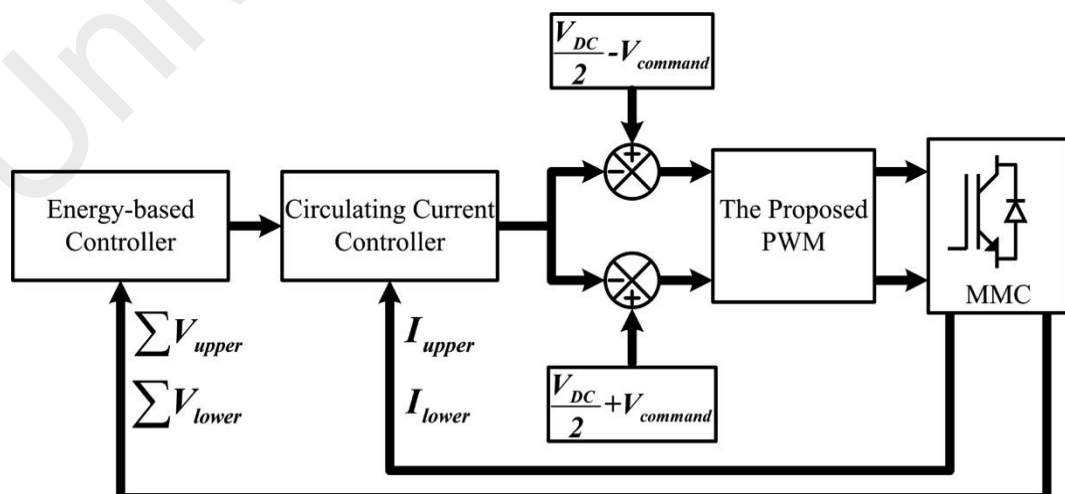 V_DC/2 - V_command
Energy-based
Controller
Circulating Current
Controller
The Proposed
PWM
MMC
+
−
−
+
∑V_upper
∑V_lower
I_upper
I_lower
V_DC/2 + V_command